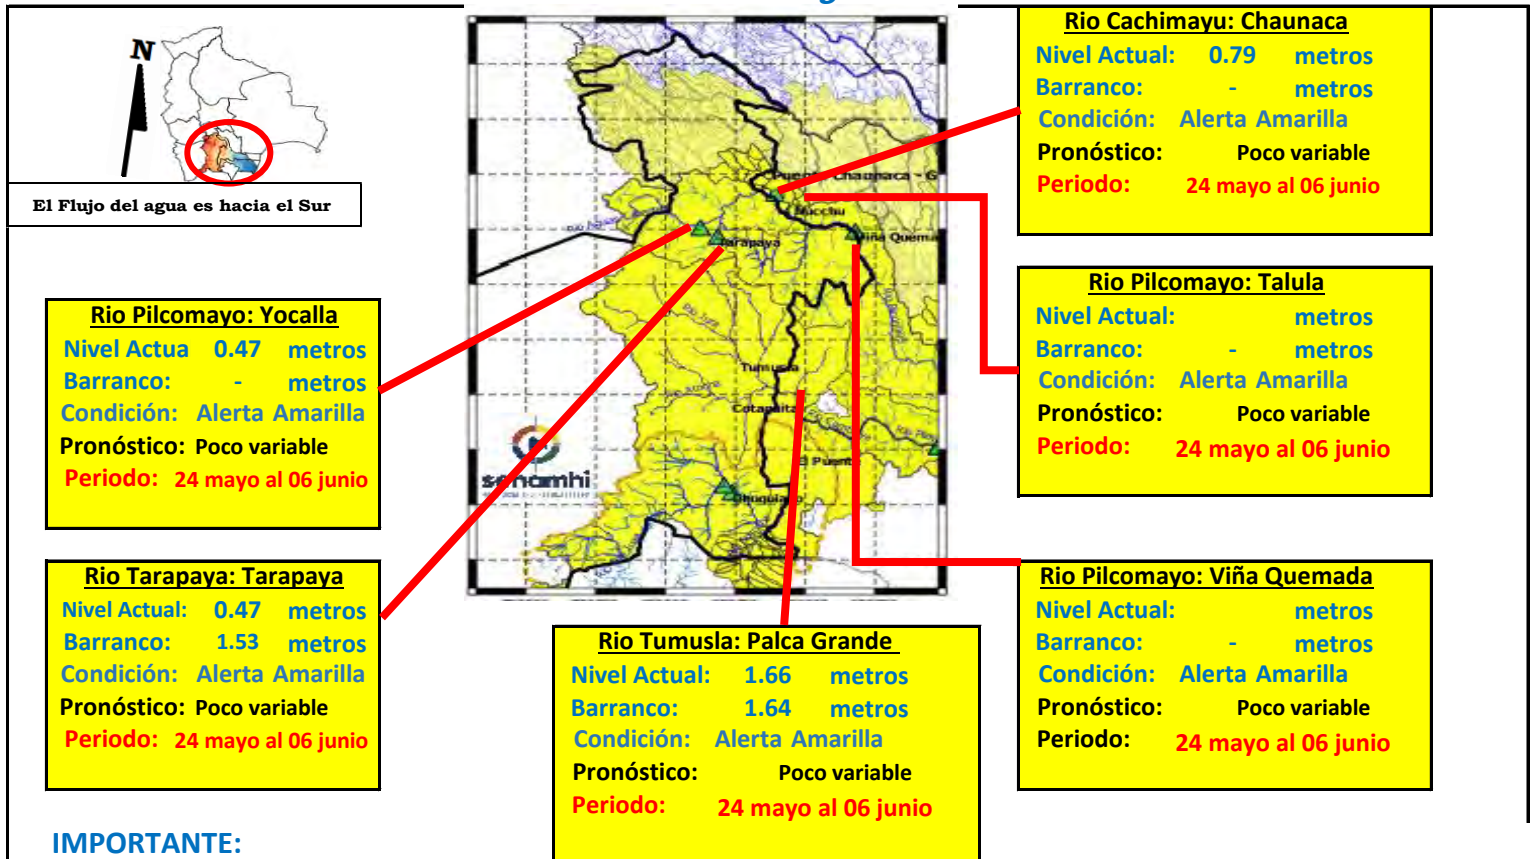 N
El Flujo del agua es hacia el Sur
Rio Cachimayu: Chaunaca
Nivel Actual: 0.79 metros
Barranco: - metros
Condición: Alerta Amarilla
Pronóstico: Poco variable
Periodo: 24 mayo al 06 junio
Puente Chaunaca - G
Viña Quema
Tarapaya
Tumusla
Cotagaita
El Puente
Chuquiago
senamhi
Rio Pilcomayo: Talula
Nivel Actual: metros
Barranco: - metros
Condición: Alerta Amarilla
Pronóstico: Poco variable
Periodo: 24 mayo al 06 junio
Rio Pilcomayo: Yocalla
Nivel Actua 0.47 metros
Barranco: - metros
Condición: Alerta Amarilla
Pronóstico: Poco variable
Periodo: 24 mayo al 06 junio
Rio Tarapaya: Tarapaya
Nivel Actual: 0.47 metros
Barranco: 1.53 metros
Condición: Alerta Amarilla
Pronóstico: Poco variable
Periodo: 24 mayo al 06 junio
Rio Tumusla: Palca Grande
Nivel Actual: 1.66 metros
Barranco: 1.64 metros
Condición: Alerta Amarilla
Pronóstico: Poco variable
Periodo: 24 mayo al 06 junio
Rio Pilcomayo: Viña Quemada
Nivel Actual: metros
Barranco: - metros
Condición: Alerta Amarilla
Pronóstico: Poco variable
Periodo: 24 mayo al 06 junio
IMPORTANTE: